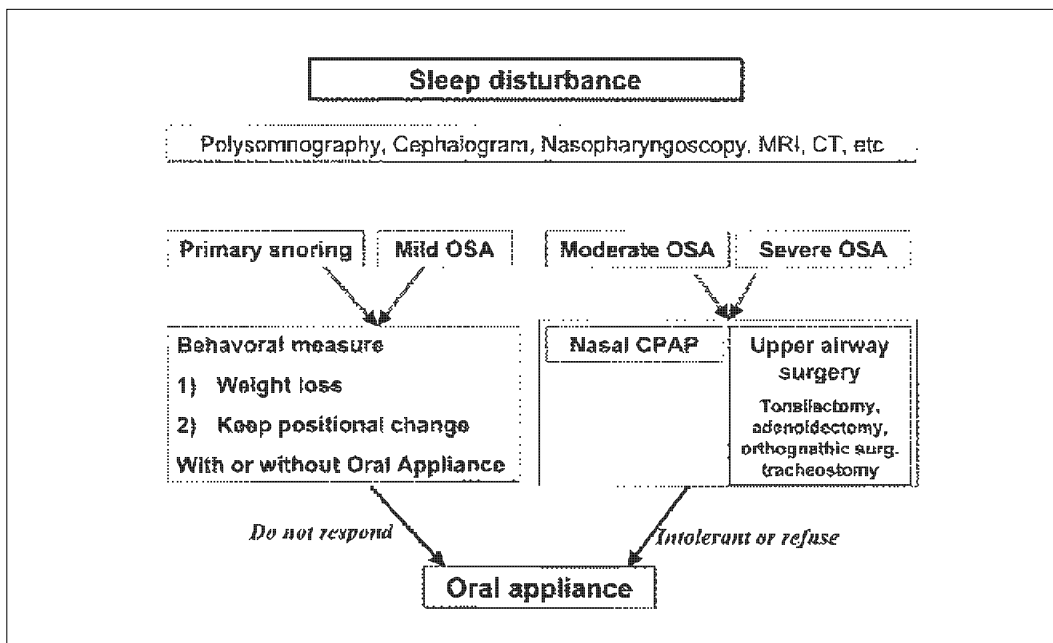 Sleep disturbance
Polysomnography, Cephalogram, Nasopharyngoscopy, MRI, CT, etc
Primary snoring
Mild OSA
Moderate OSA
Severe OSA
Behavoral measure
1) Weight loss
2) Keep positional change
With or without Oral Appliance
Nasal CPAP
Upper airway
surgery
Tonsilectomy,
adenoidectomy,
orthognathic surg.
tracheostomy
Do not respond
Intolerant or refuse
Oral appliance